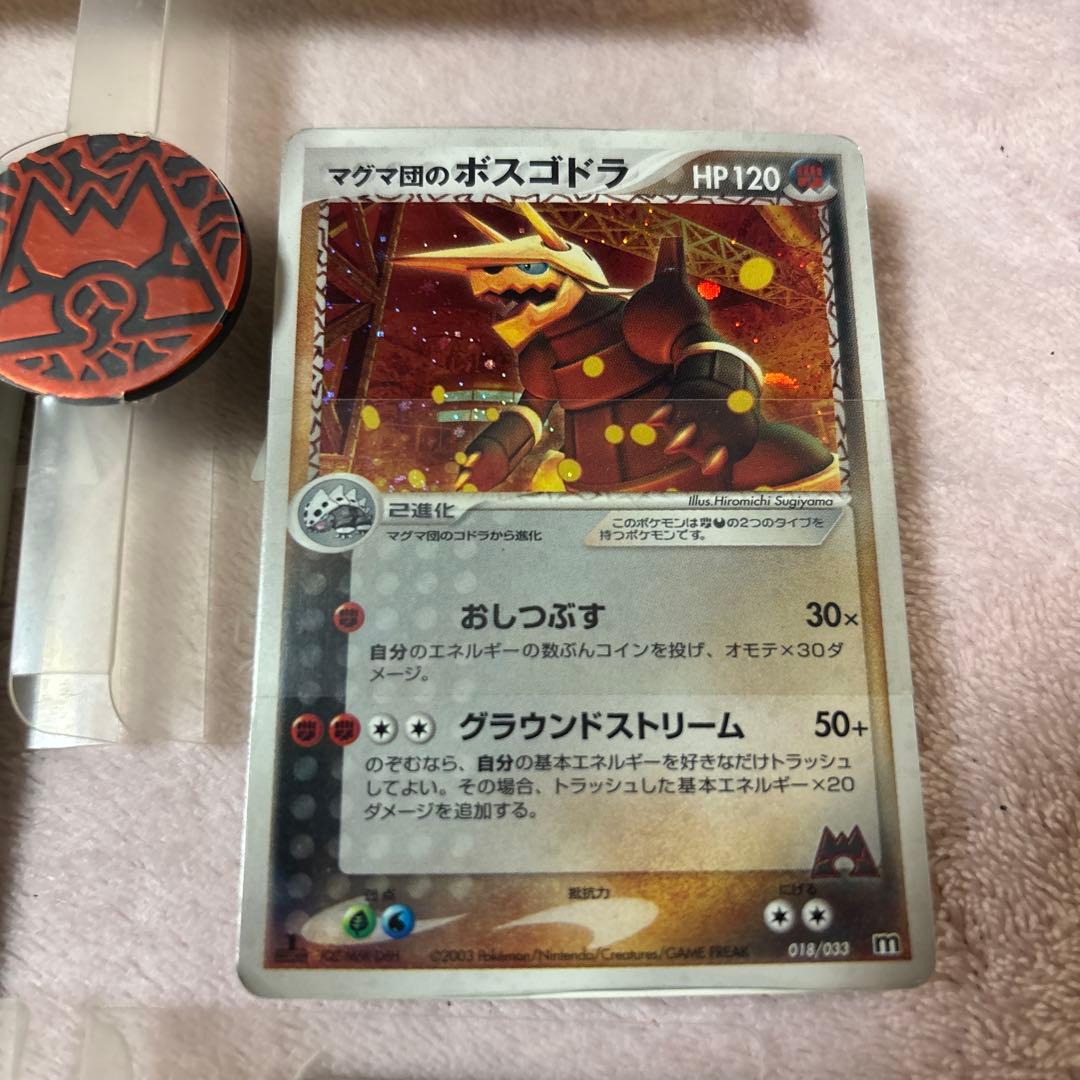 マグマ団のボスゴドラ HP120
Illus.Hiromichi Sugiyama
2進化
マグマ団のコドラから進化
このポケモンはの2つのタイプを
持つポケモンです。
おしつぶす 30×
自分のエネルギーの数ぶんコインを投げ、オモテ×30ダ
メージ。
グラウンドストリーム 50+
のぞむなら、自分の基本エネルギーを好きなだけトラッシュ
してよい。その場合、トラッシュした基本エネルギー×20
ダメージを追加する。
弱点 抵抗力 にげる
©2003 Pokémon/Nintendo/Creatures/GAME FREAK 018/033 m